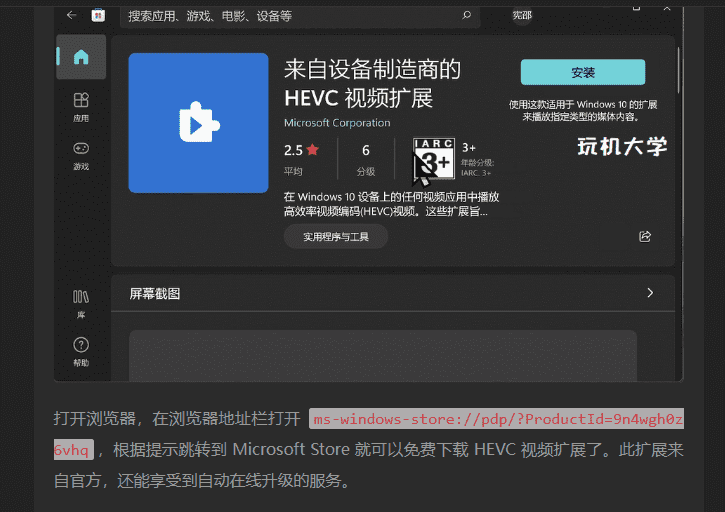 搜索应用、游戏、电影、设备等
宪部
来自设备制造商的
HEVC 视频扩展
Microsoft Corporation
2.5
平均
6
分级
IARC
3+
3+
年龄分级:
IARC: 3+
安装
使用这款适用于 Windows 10 的扩展
来播放指定类型的媒体内容。
玩机大学
在 Windows 10 设备上的任何视频应用中播放
高效率视频编码(HEVC)视频。这些扩展旨...
实用程序与工具
应用
游戏
库
帮助
屏幕截图
打开浏览器，在浏览器地址栏打开 ms-windows-store://pdp/?ProductId=9n4wgh0z
6vhq ，根据提示跳转到 Microsoft Store 就可以免费下载 HEVC 视频扩展了。此扩展来
自官方，还能享受到自动在线升级的服务。